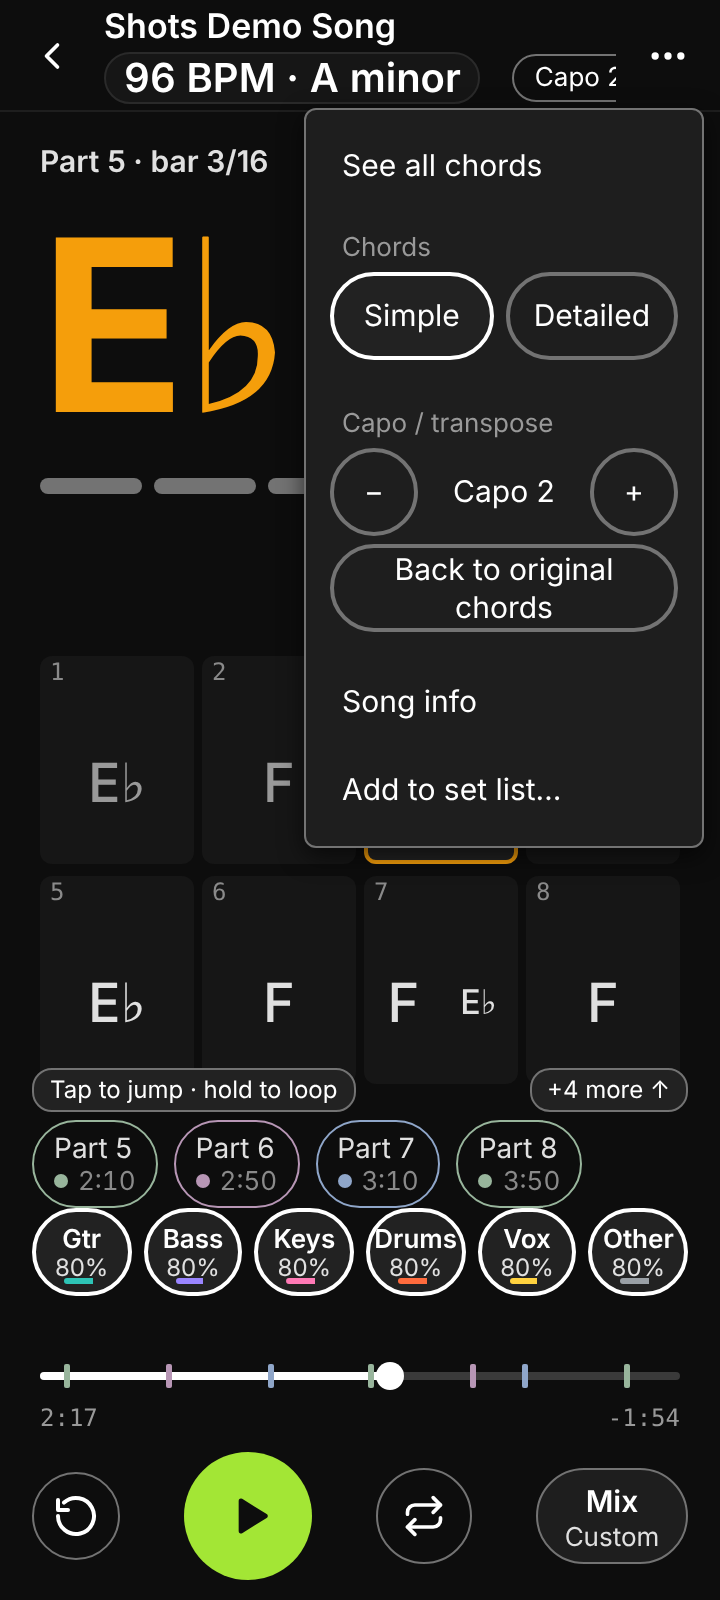 Shots Demo Song
96 BPM · A minor
Capo 2
Part 5 · bar 3/16
E♭
See all chords
Chords
Simple
Detailed
Capo / transpose
−
Capo 2
+
Back to original
chords
Song info
Add to set list...
1
2
E♭
F
5
6
7
8
E♭
F
F
E♭
F
Tap to jump · hold to loop
+4 more ↑
Part 5
2:10
Part 6
2:50
Part 7
3:10
Part 8
3:50
Gtr
80%
Bass
80%
Keys
80%
Drums
80%
Vox
80%
Other
80%
2:17
-1:54
Mix
Custom